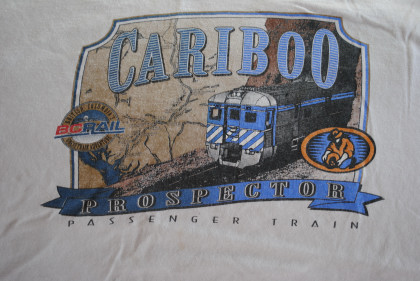 CARIBOO
BC RAIL
PROSPECTOR
PASSENGER TRAIN